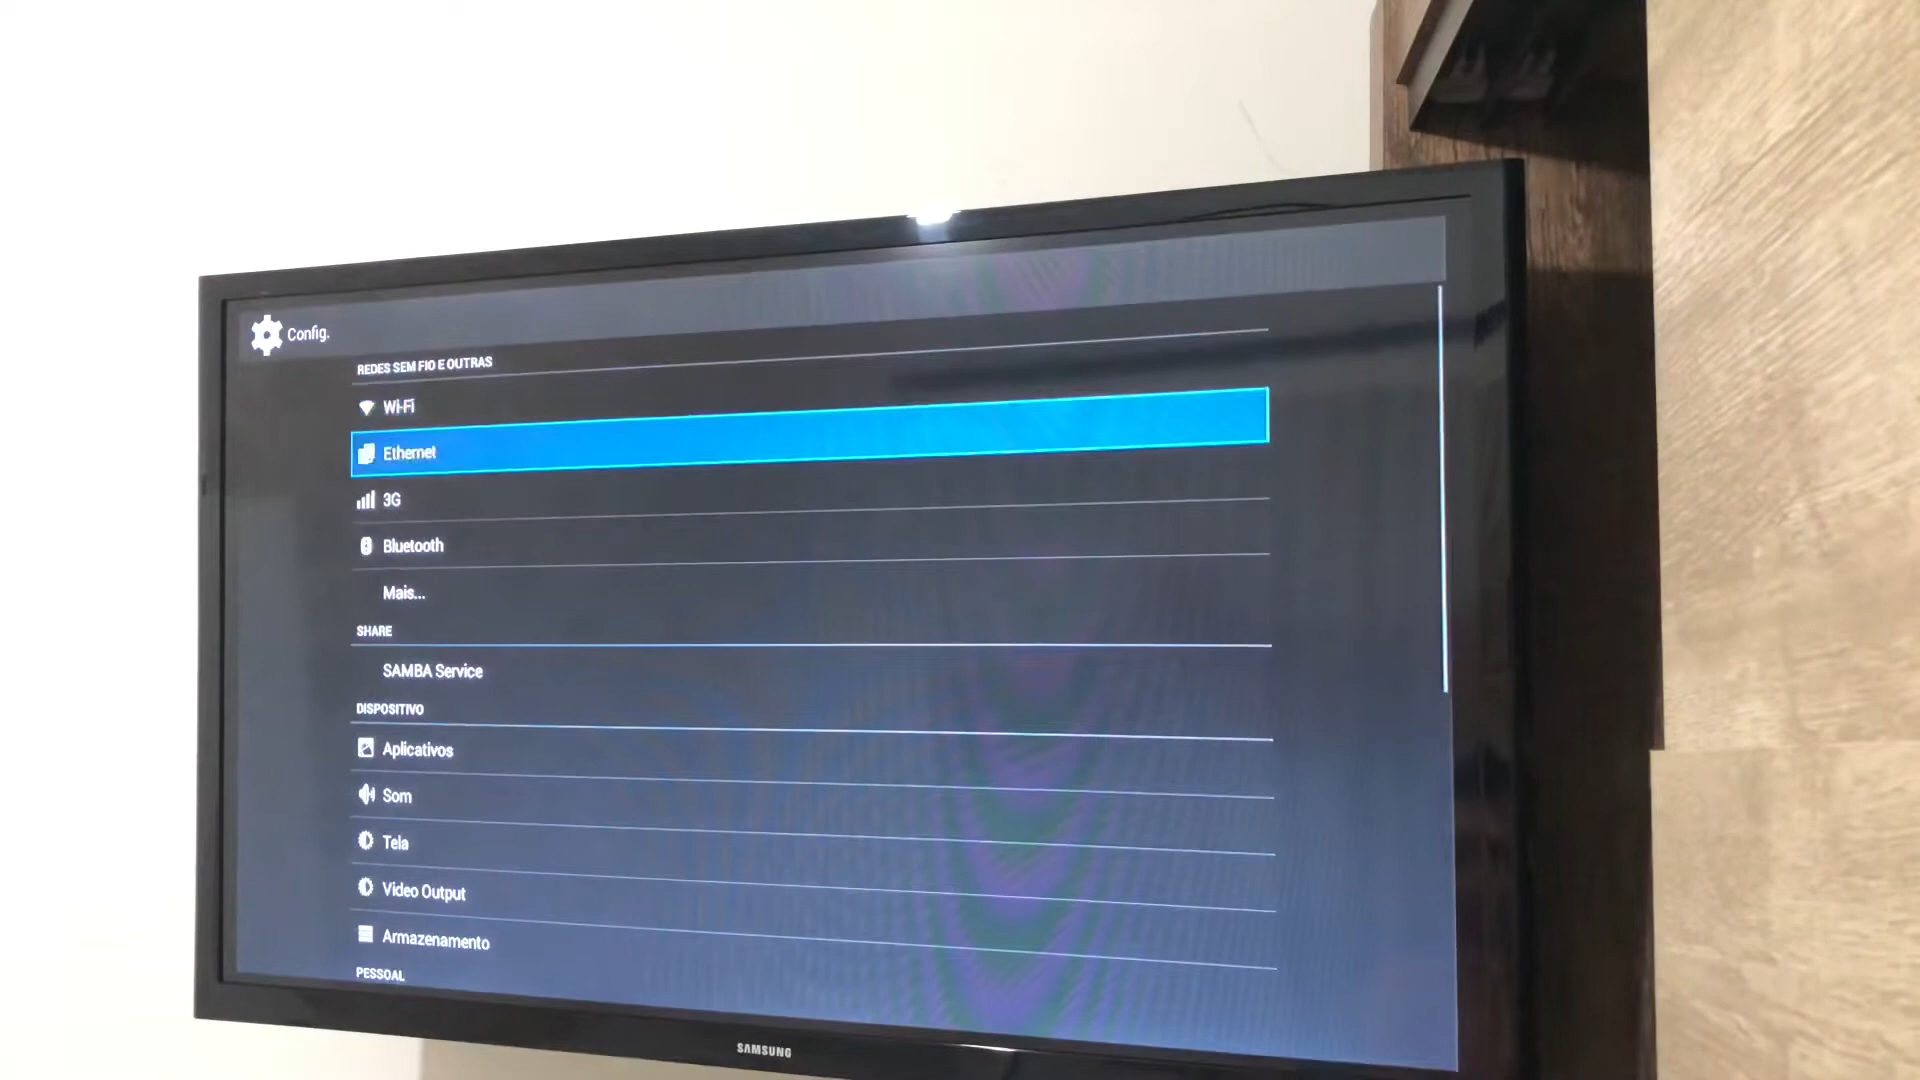 Config.
REDES SEM FIO E OUTRAS
Wi-Fi
Ethernet
3G
Bluetooth
Mais...
SHARE
SAMBA Service
DISPOSITIVO
Aplicativos
Som
Tela
Video Output
Armazenamento
PESSOAL
SAMSUNG